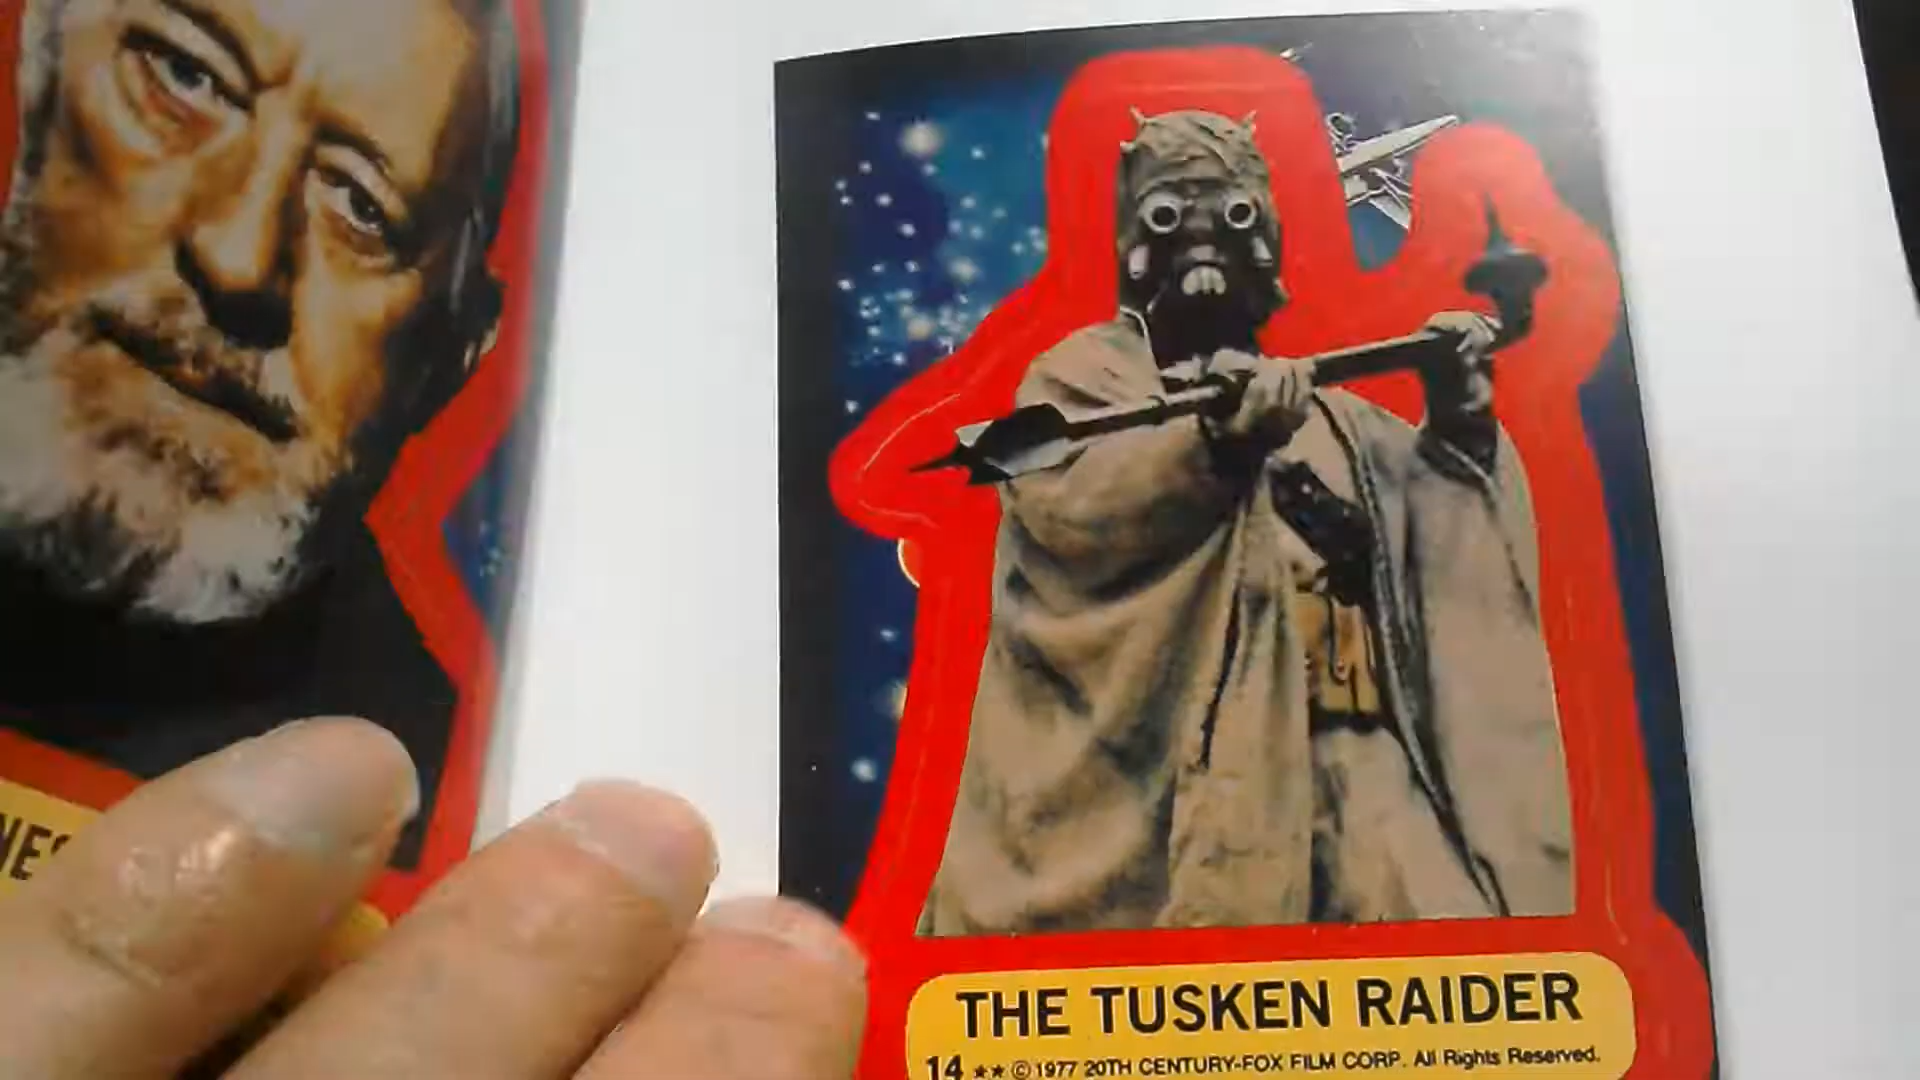 THE TUSKEN RAIDER
14 ★★ © 1977 20TH CENTURY-FOX FILM CORP. All Rights Reserved.